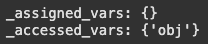 _assigned_vars: {}
_accessed_vars: {'obj'}